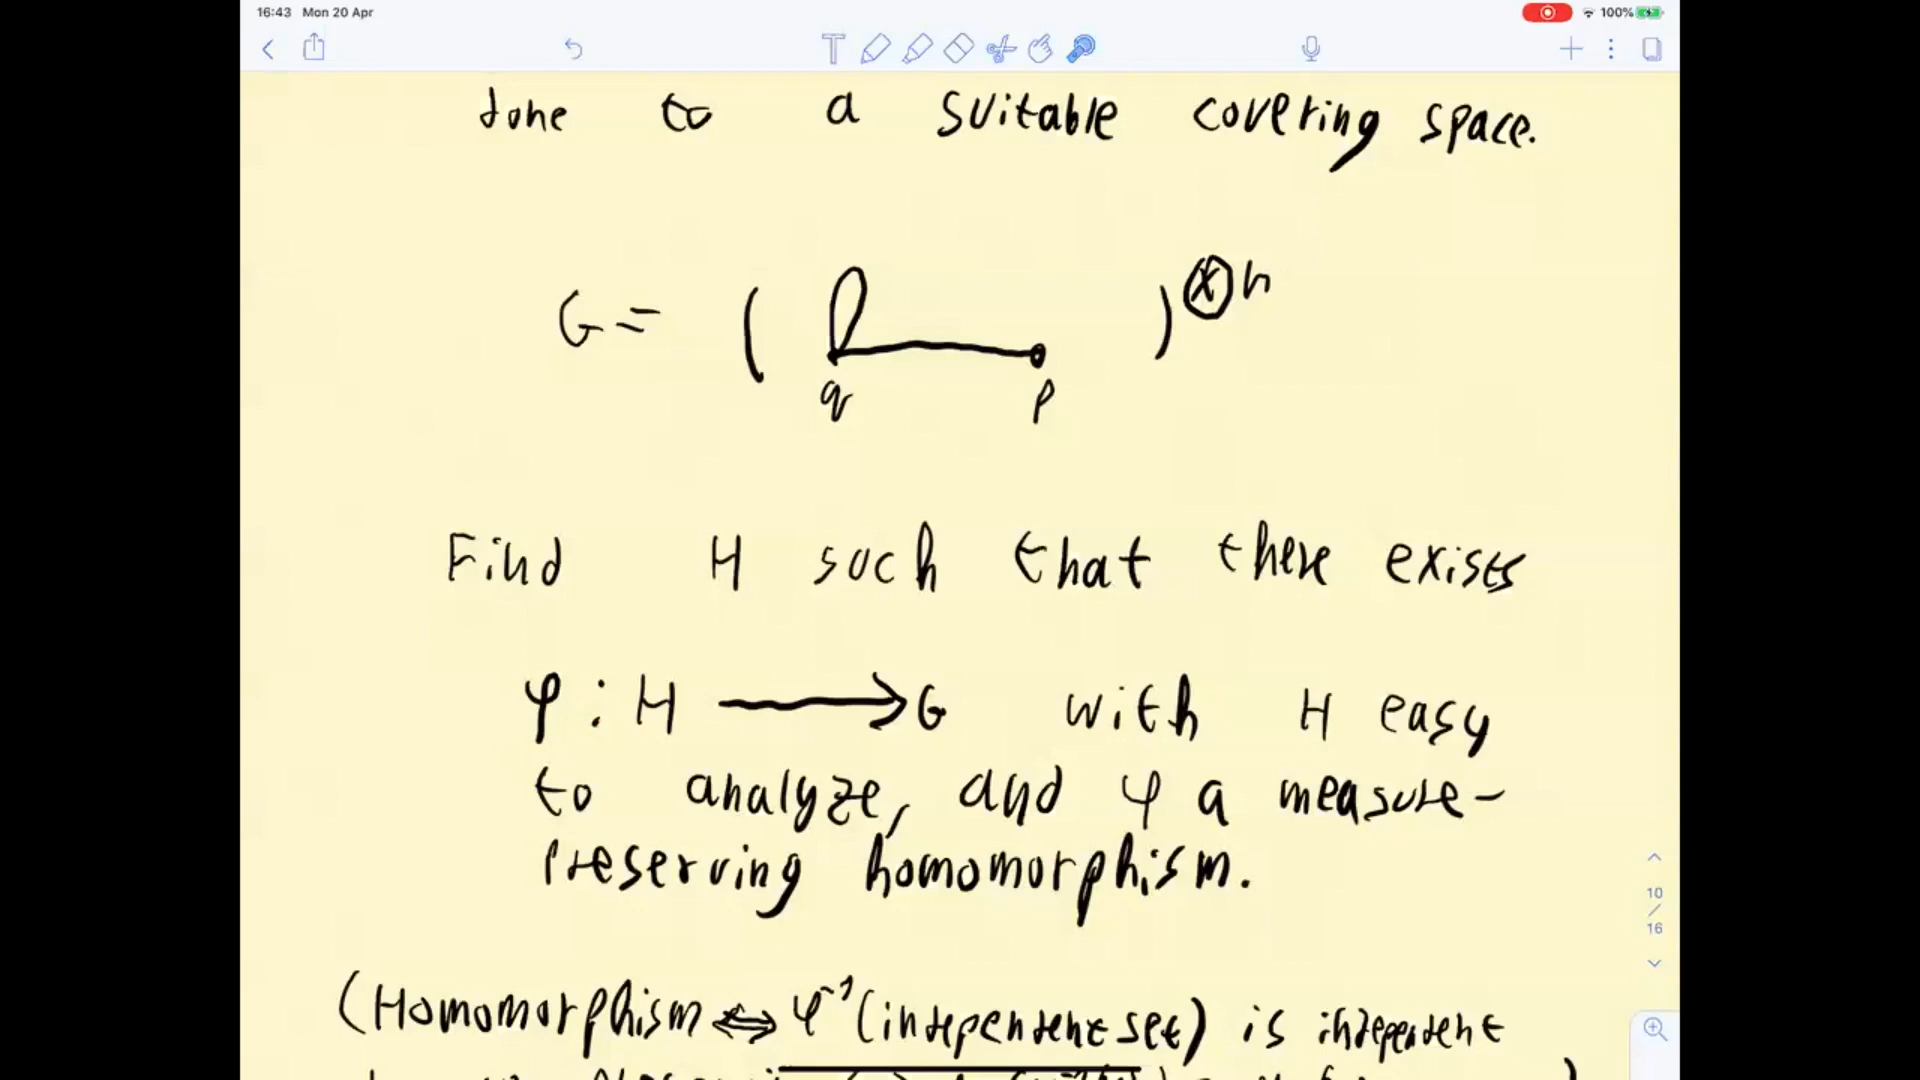 16:43 Mon 20 Apr
100%
T
done to a suitable covering space.
G = ( q p ) ⊗n
Find H such that there exists
φ : H ⟶ G with H easy
to analyze, and φ a measure-
preserving homomorphism.
10
/
16
(Homomorphism ⇔ φ⁻¹(independent set) is independent